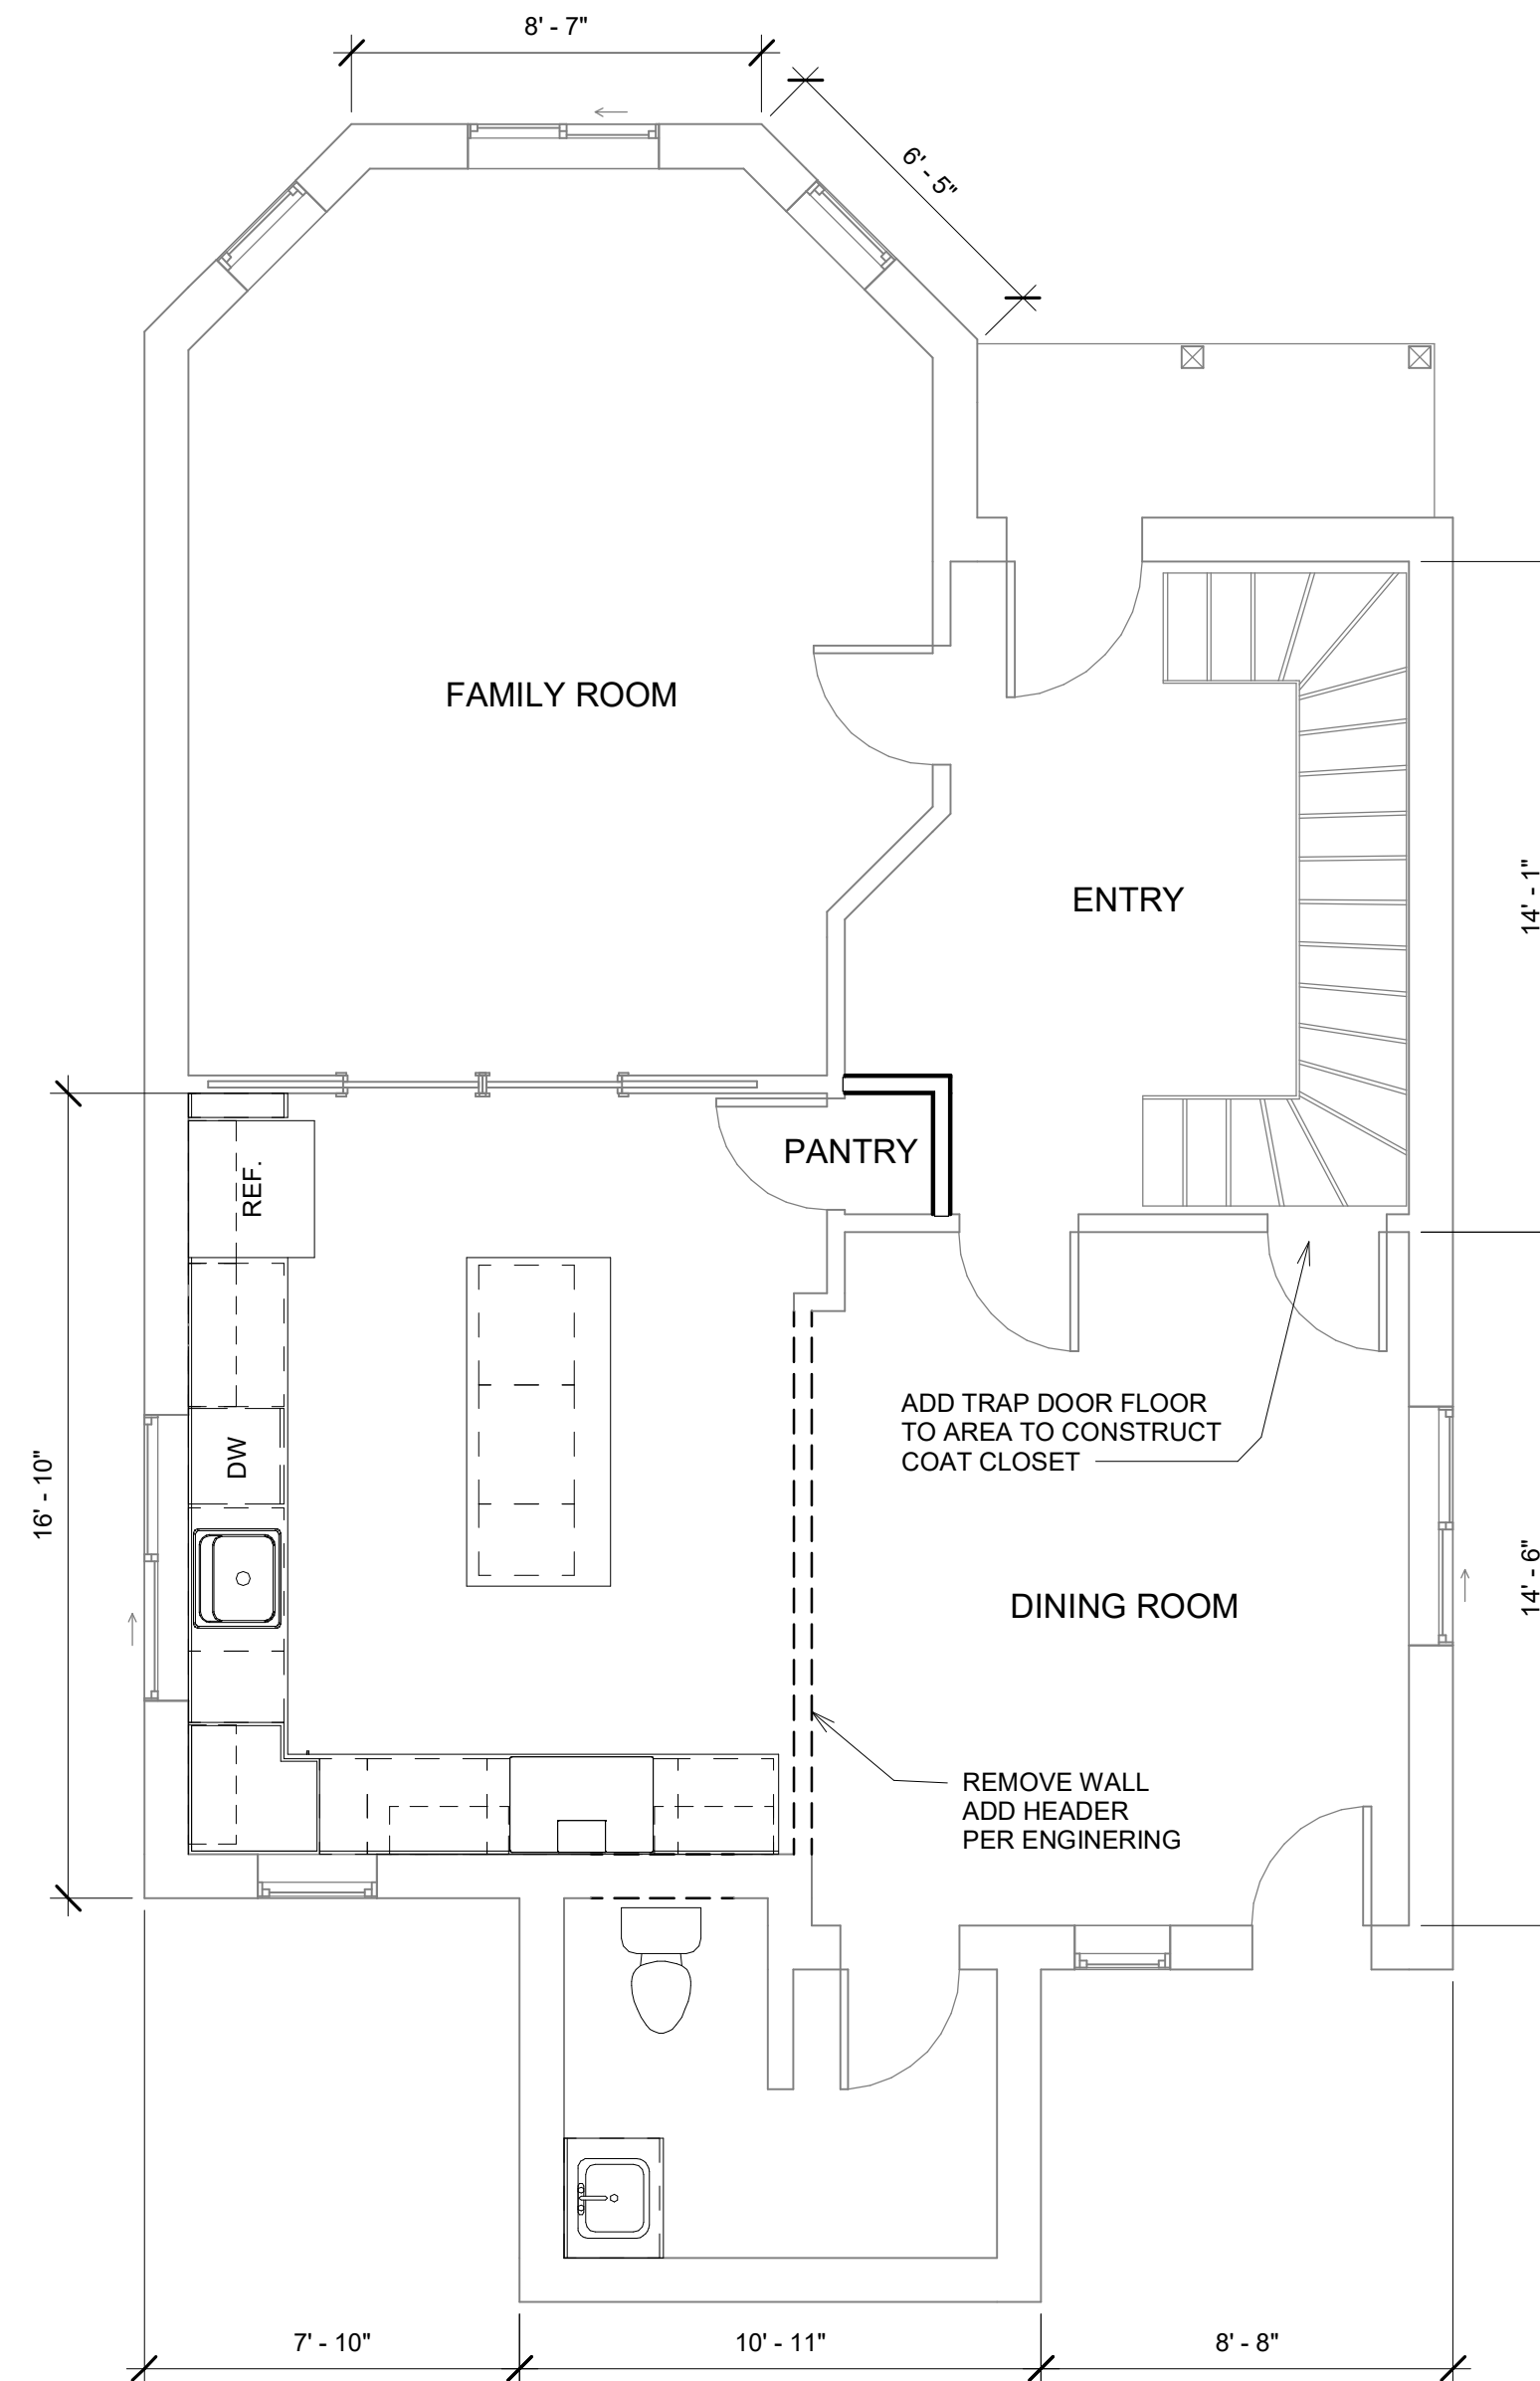 8' - 7"
6' - 5"
FAMILY ROOM
ENTRY
14' - 1"
PANTRY
REF.
ADD TRAP DOOR FLOOR
TO AREA TO CONSTRUCT
COAT CLOSET
DW
16' - 10"
14' - 6"
DINING ROOM
REMOVE WALL
ADD HEADER
PER ENGINERING
7' - 10"
10' - 11"
8' - 8"